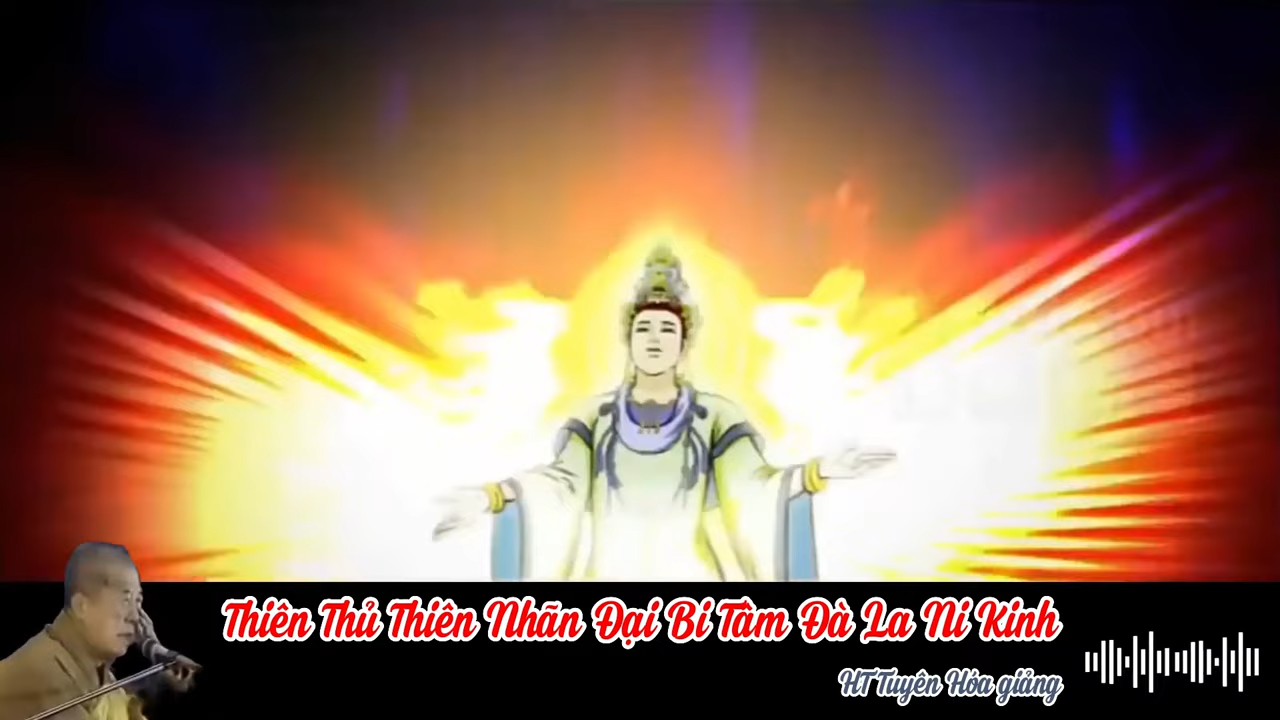 Thiên Thủ Thiên Nhãn Đại Bi Tâm Đà La Ni Kinh
HT Tuyên Hóa giảng